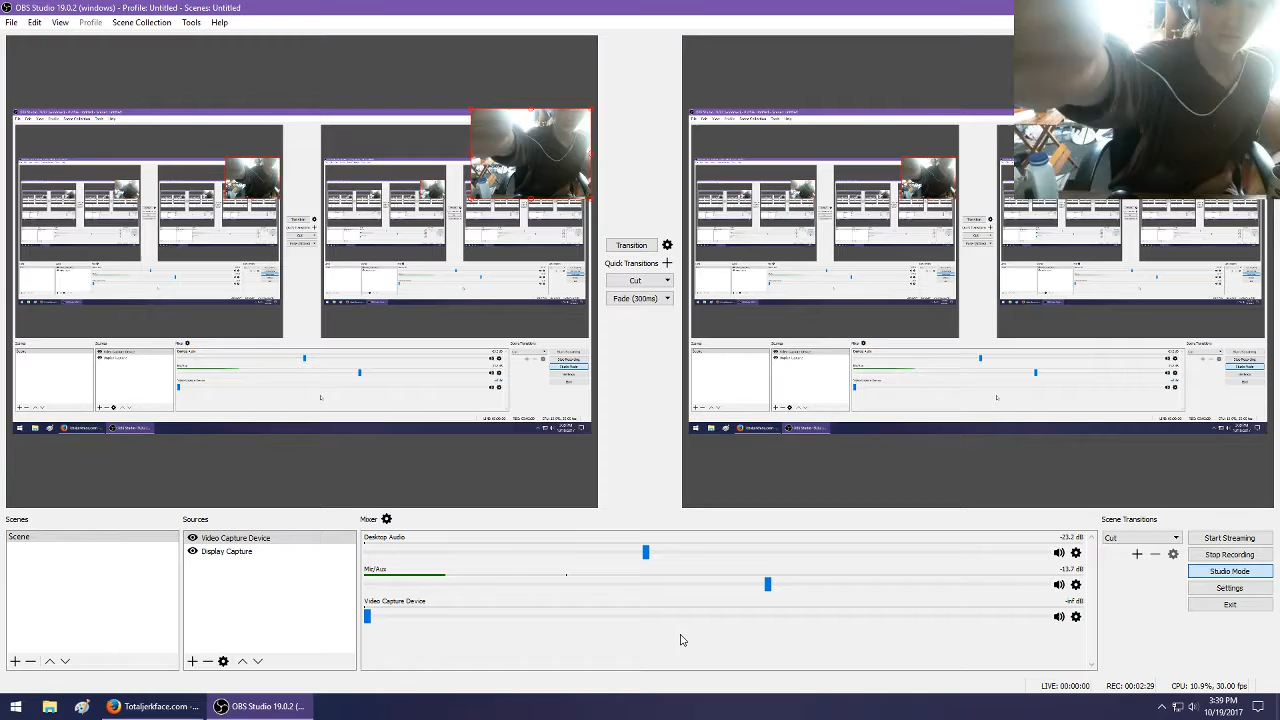 OBS Studio 19.0.2 (windows) - Profile: Untitled - Scenes: Untitled
File Edit View Profile Scene Collection Tools Help
Transition
Quick Transitions
Cut
Fade (300ms)
Scenes
Scene
Sources
Video Capture Device
Display Capture
Mixer
Desktop Audio -23.2 dB
Mic/Aux -13.7 dB
Video Capture Device -inf dB
Scene Transitions
Cut
Start Streaming
Stop Recording
Studio Mode
Settings
Exit
LIVE: 00:00:00 REC: 00:02:29 CPU: 10.9%, 30.00 fps
Totaljerkface.com -...
OBS Studio 19.0.2 (...
3:39 PM
10/19/2017